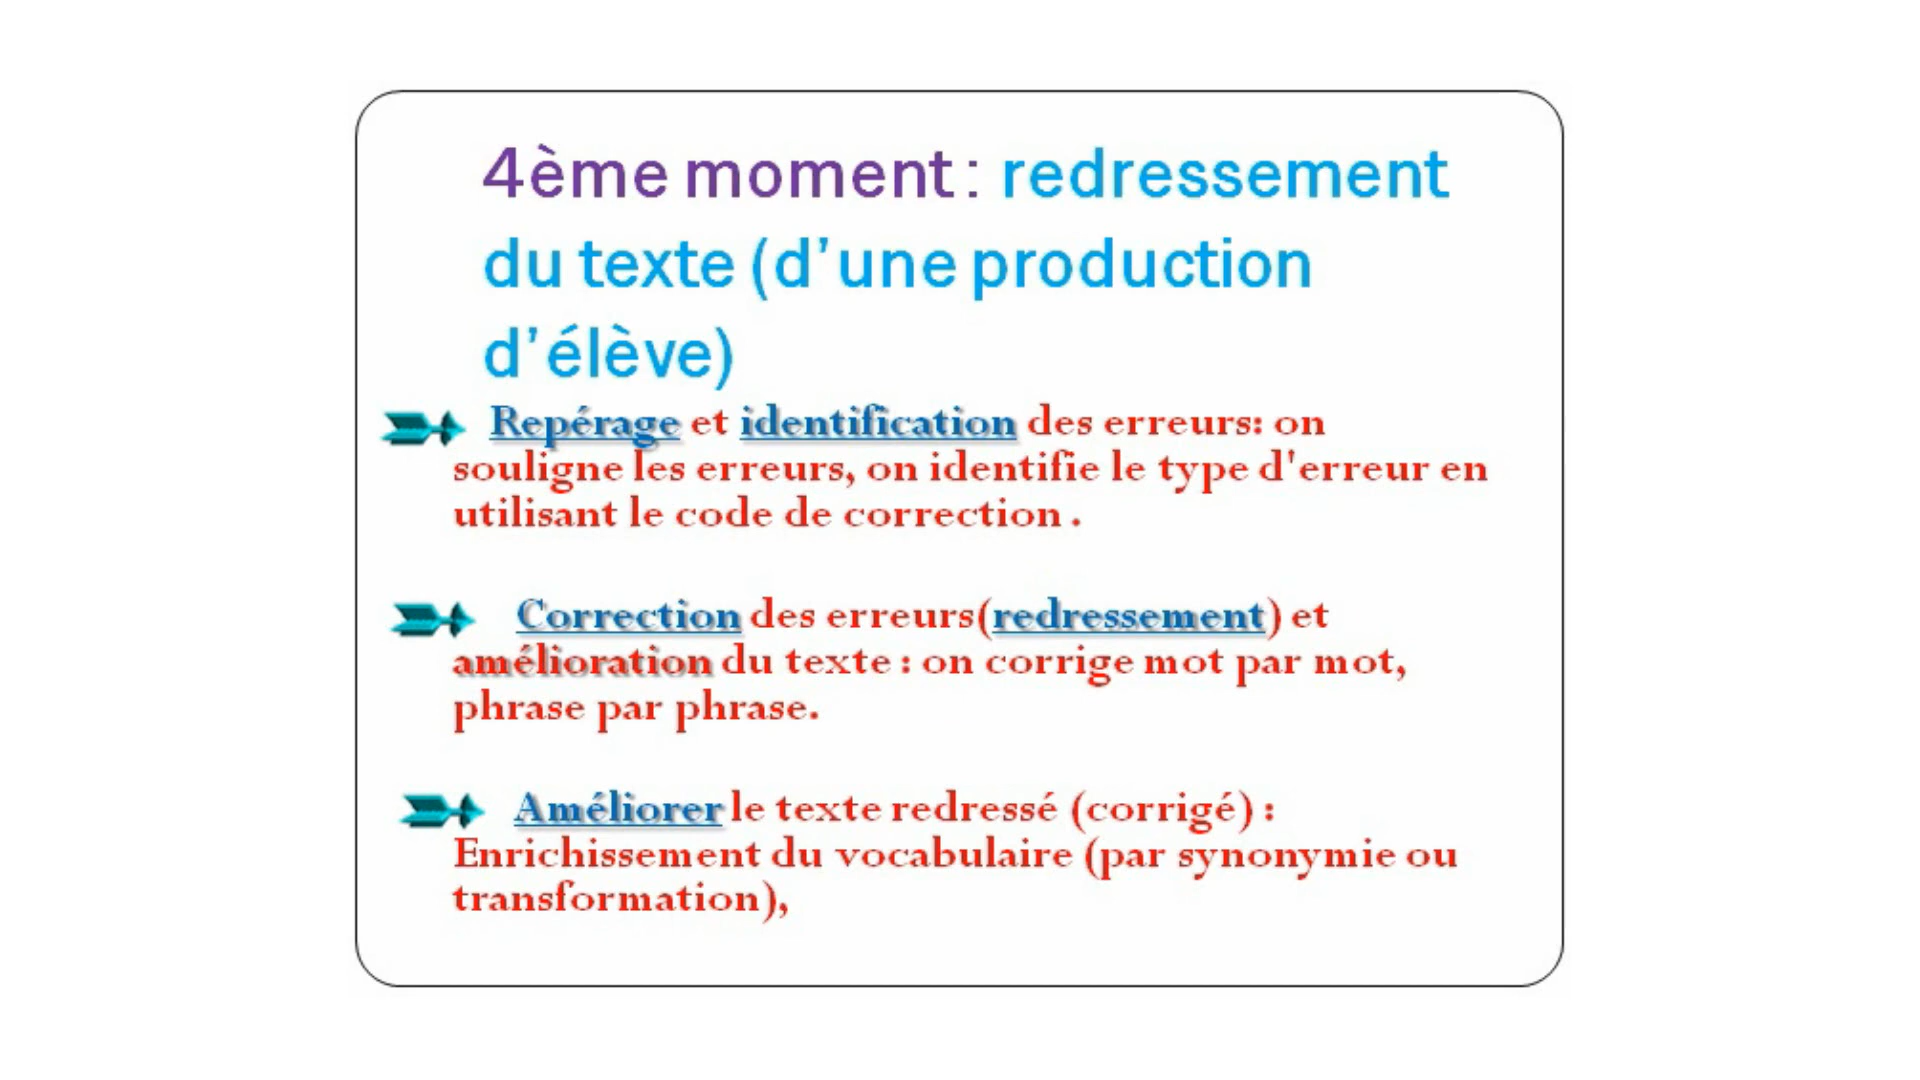 4ème moment : redressement
du texte (d’une production
d’élève)
Repérage et identification des erreurs: on
souligne les erreurs, on identifie le type d'erreur en
utilisant le code de correction .
Correction des erreurs(redressement) et
amélioration du texte : on corrige mot par mot,
phrase par phrase.
Améliorer le texte redressé (corrigé) :
Enrichissement du vocabulaire (par synonymie ou
transformation),